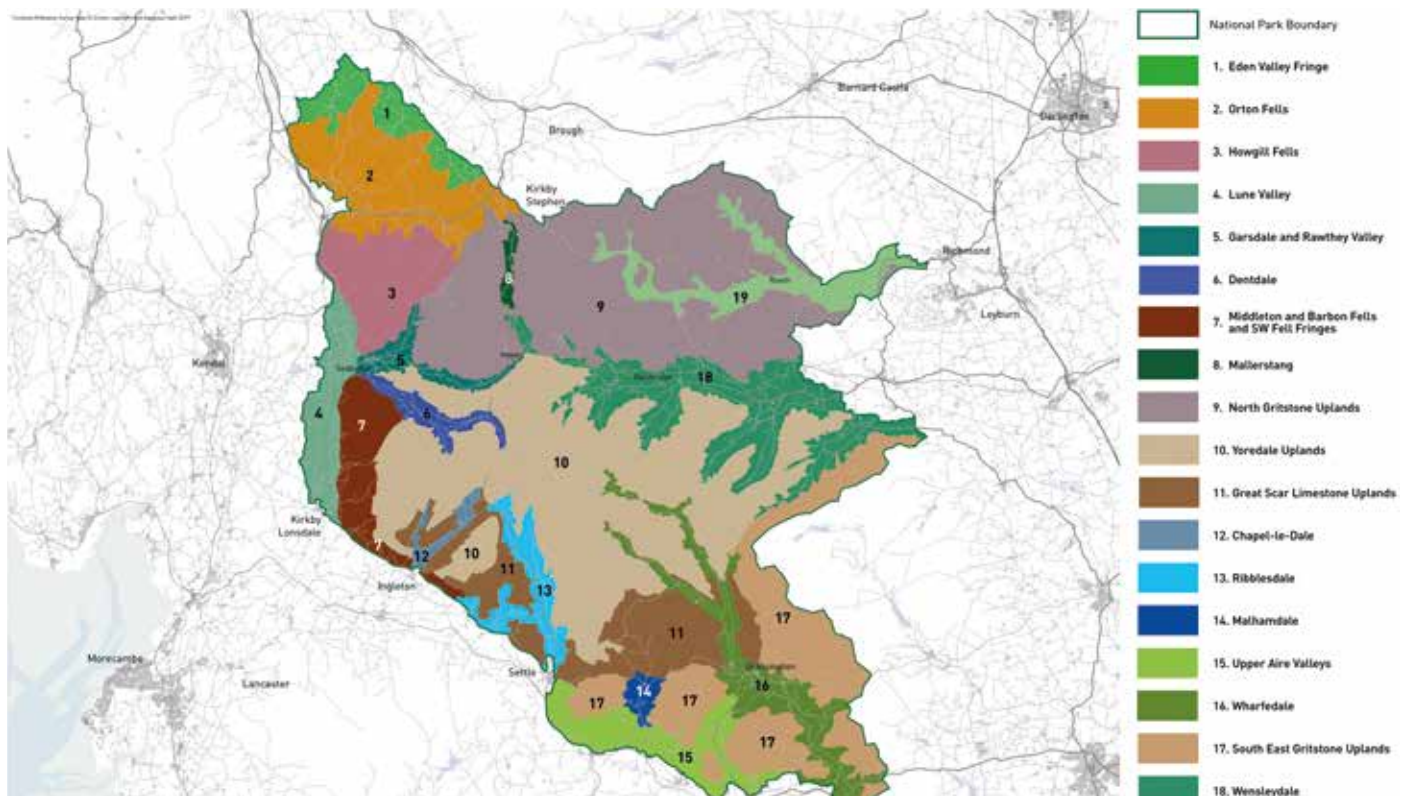 Barnard Castle
Darlington
Brough
Kirkby
Stephen
Richmond
Leyburn
Kendal
Kirkby
Lonsdale
Ingleton
Morecambe
Lancaster
Settle
1
2
3
8
9
19
5
18
4
7
6
10
7
12
10
11
13
11
17
14
17
17
16
17
15
National Park Boundary
1. Eden Valley Fringe
2. Orton Fells
3. Howgill Fells
4. Lune Valley
5. Garsdale and Rawthey Valley
6. Dentdale
7. Middleton and Barbon Fells
and SW Fell Fringes
8. Mallerstang
9. North Gritstone Uplands
10. Yoredale Uplands
11. Great Scar Limestone Uplands
12. Chapel-le-Dale
13. Ribblesdale
14. Malhamdale
15. Upper Aire Valleys
16. Wharfedale
17. South East Gritstone Uplands
18. Wensleydale